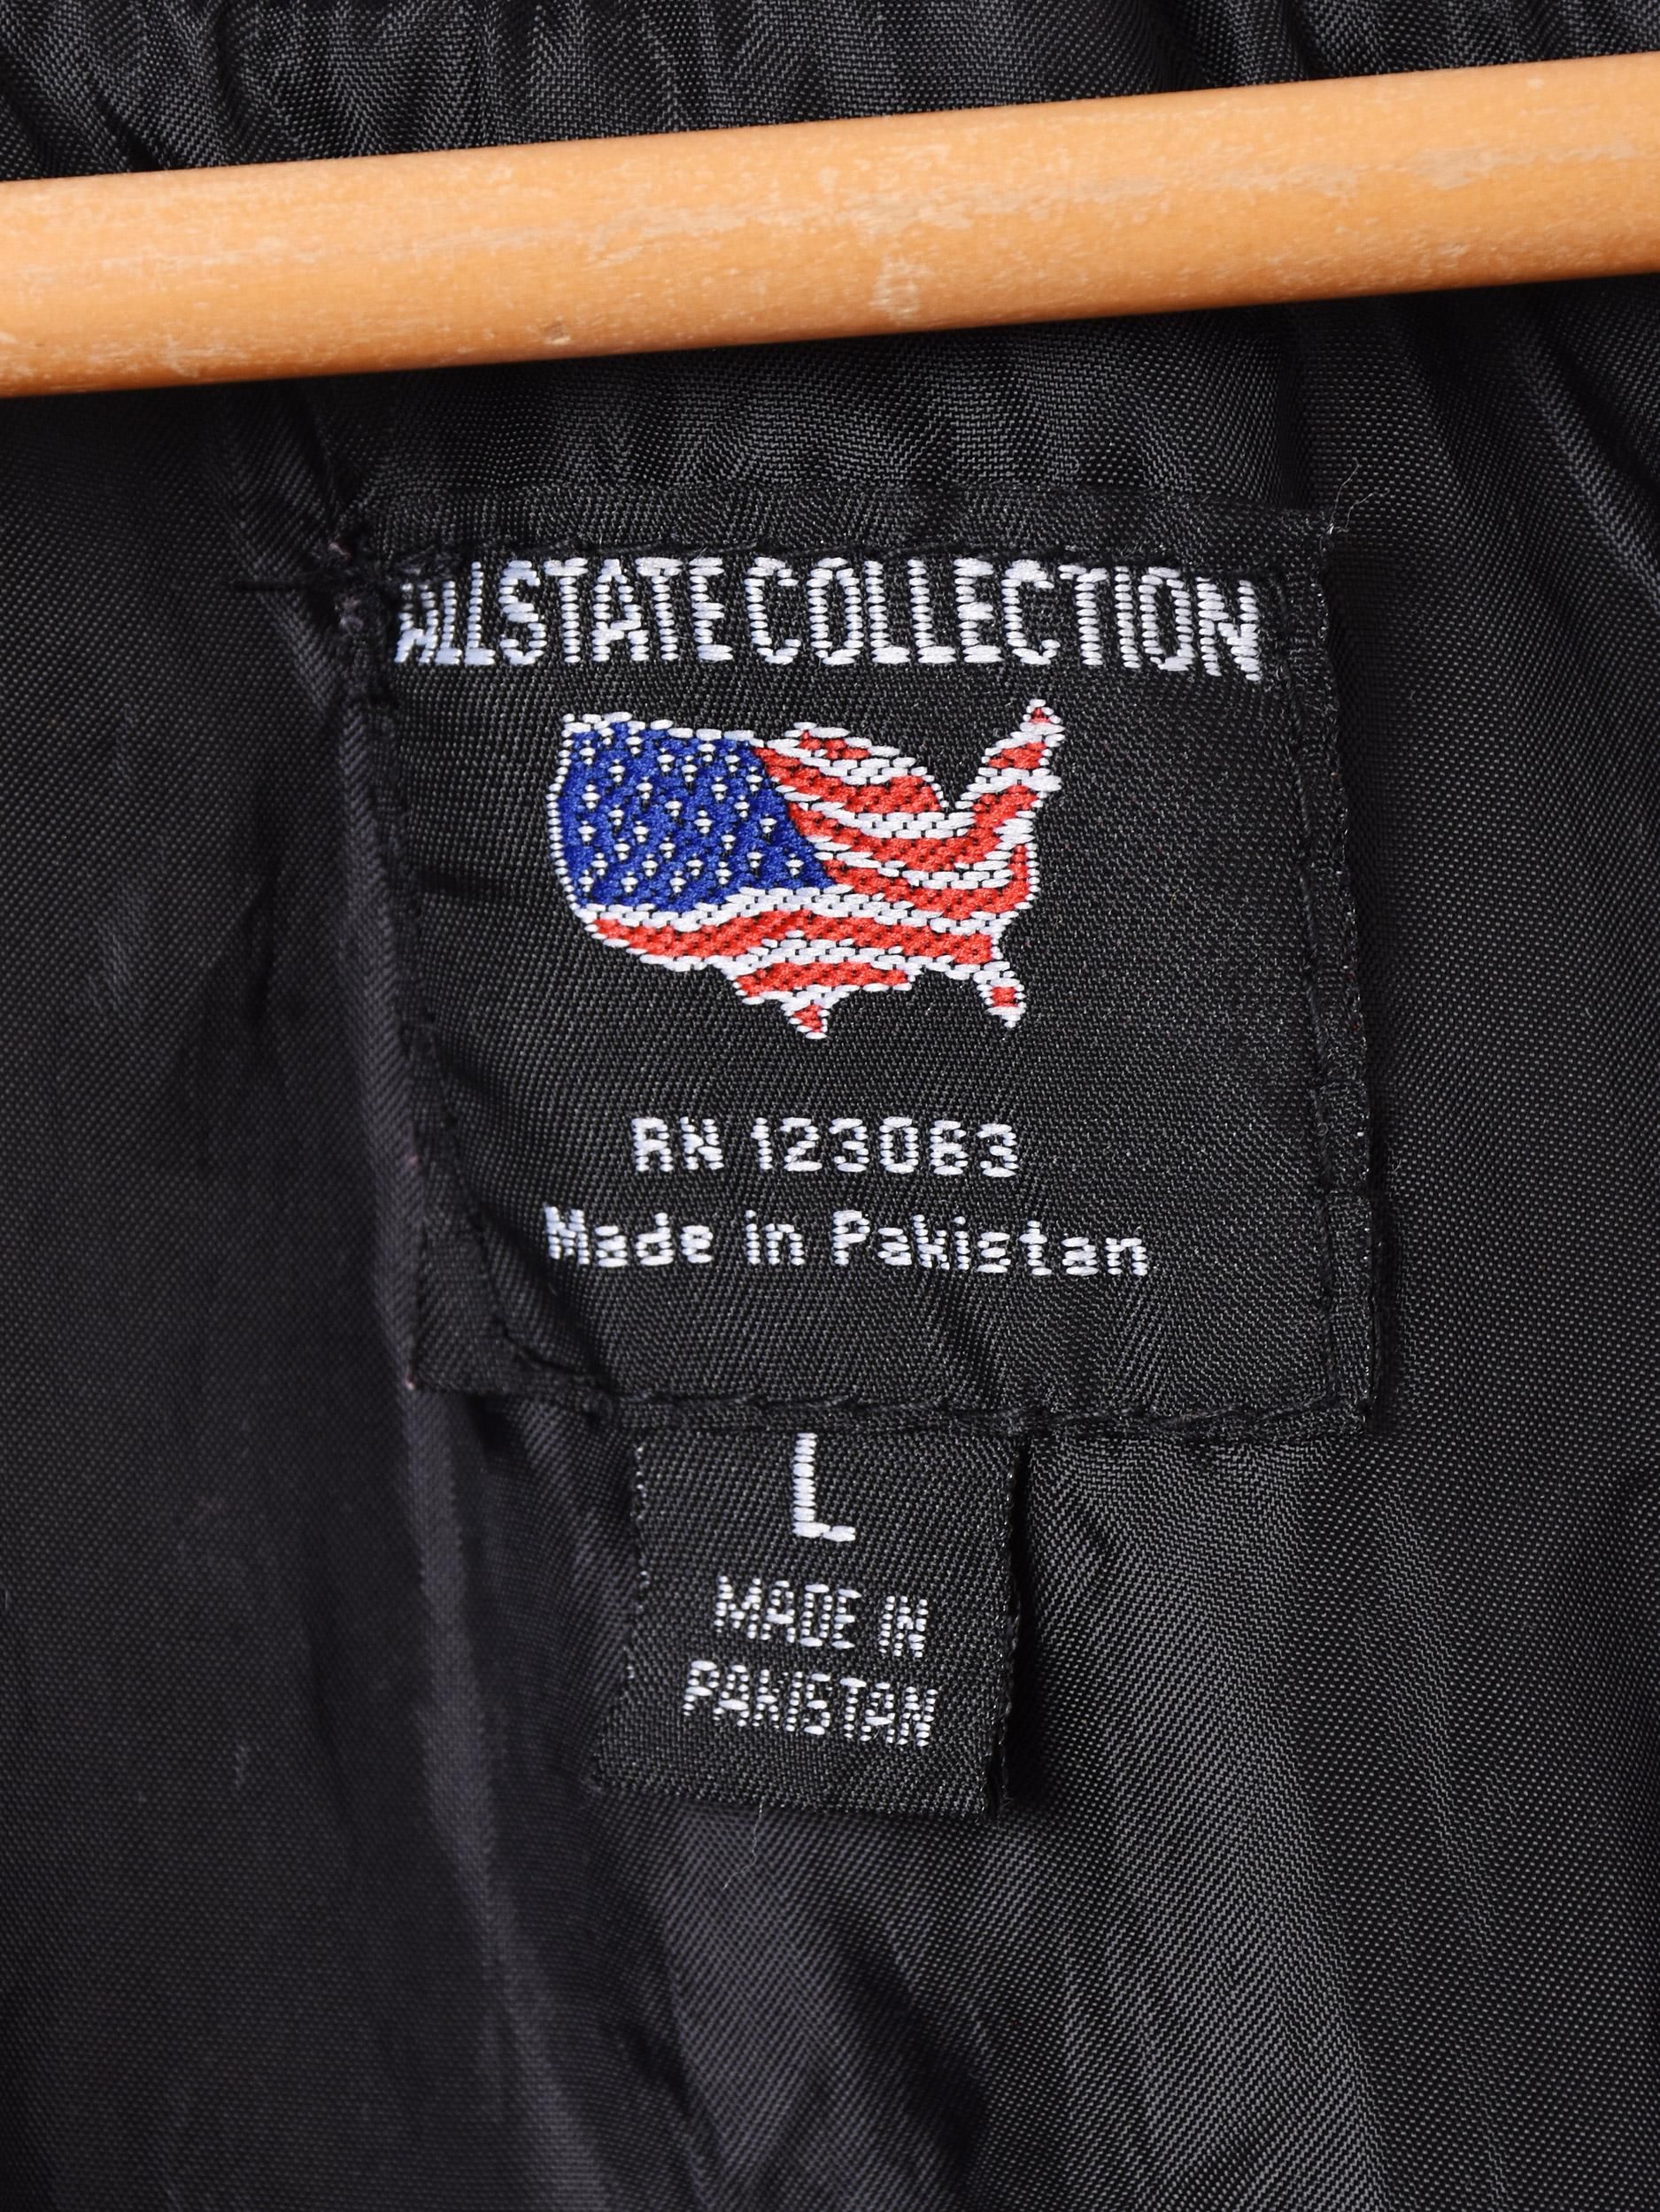 ALLSTATE COLLECTION
RN 123063
Made in Pakistan
L
MADE IN
PAKISTAN